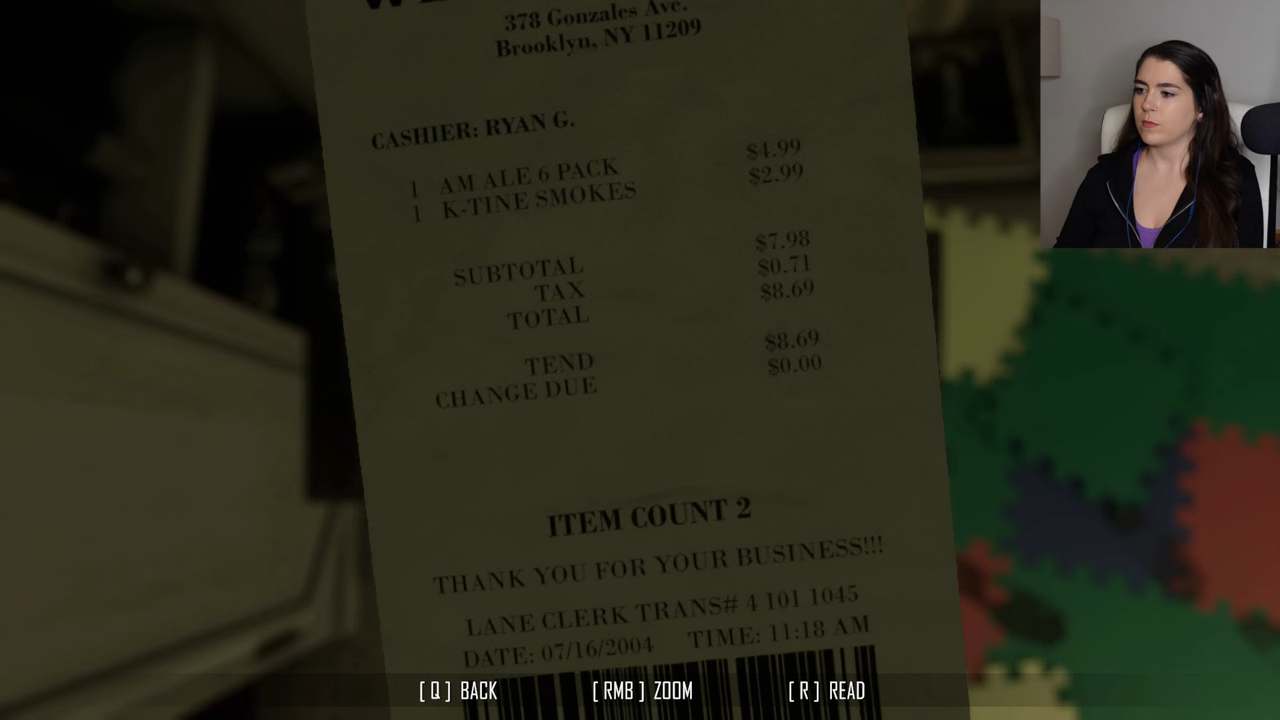 378 Gonzales Ave.
Brooklyn, NY 11209
CASHIER: RYAN G.
1 AM ALE 6 PACK $4.99
1 K-TINE SMOKES $2.99
SUBTOTAL $7.98
TAX $0.71
TOTAL $8.69
TEND $8.69
CHANGE DUE $0.00
ITEM COUNT 2
THANK YOU FOR YOUR BUSINESS!!!
LANE CLERK TRANS# 4 101 1045
DATE: 07/16/2004 TIME: 11:18 AM
[ Q ] BACK [ RMB ] ZOOM [ R ] READ